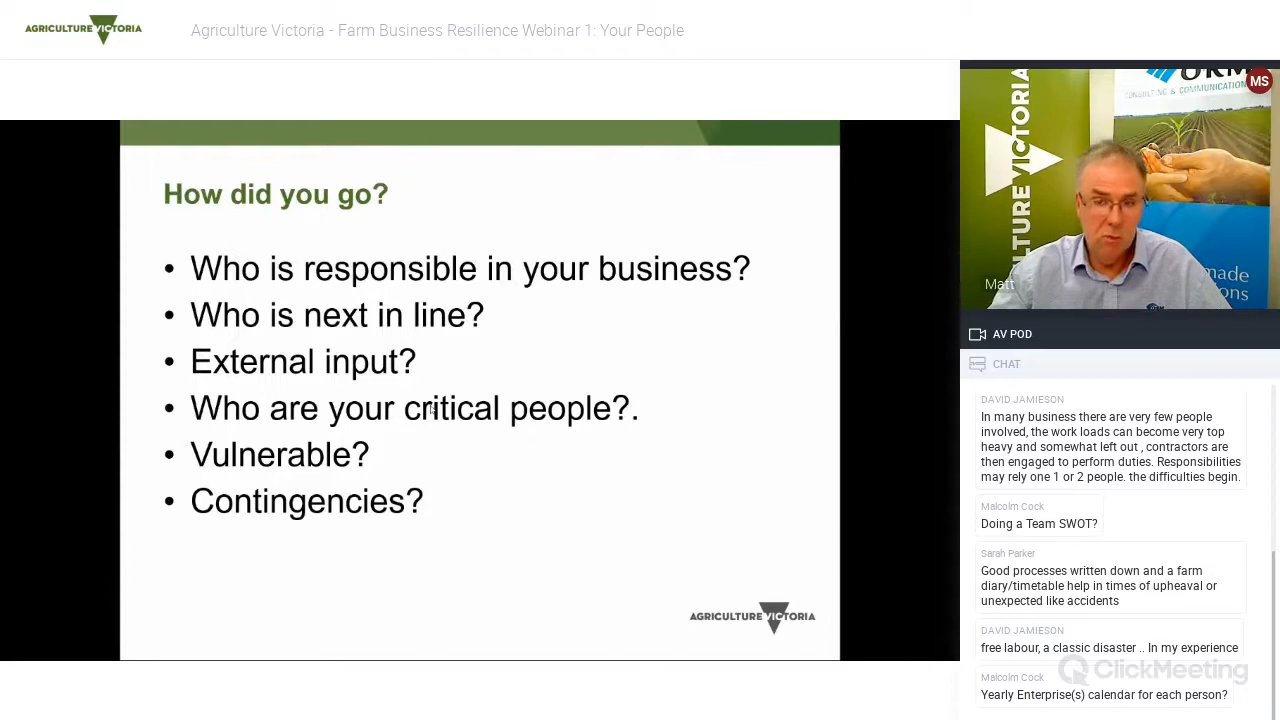 AGRICULTURE VICTORIA
Agriculture Victoria - Farm Business Resilience Webinar 1: Your People
How did you go?
• Who is responsible in your business?
• Who is next in line?
• External input?
• Who are your critical people?.
• Vulnerable?
• Contingencies?
AGRICULTURE VICTORIA
MS
CONSULTING & COMMUNICATION
Matt
made
AV POD
CHAT
DAVID JAMIESON
In many business there are very few people
involved, the work loads can become very top
heavy and somewhat left out , contractors are
then engaged to perform duties. Responsibilities
may rely one 1 or 2 people. the difficulties begin.
Malcolm Cock
Doing a Team SWOT?
Sarah Parker
Good processes written down and a farm
diary/timetable help in times of upheaval or
unexpected like accidents
DAVID JAMIESON
free labour, a classic disaster .. In my experience
ClickMeeting
Malcolm Cock
Yearly Enterprise(s) calendar for each person?